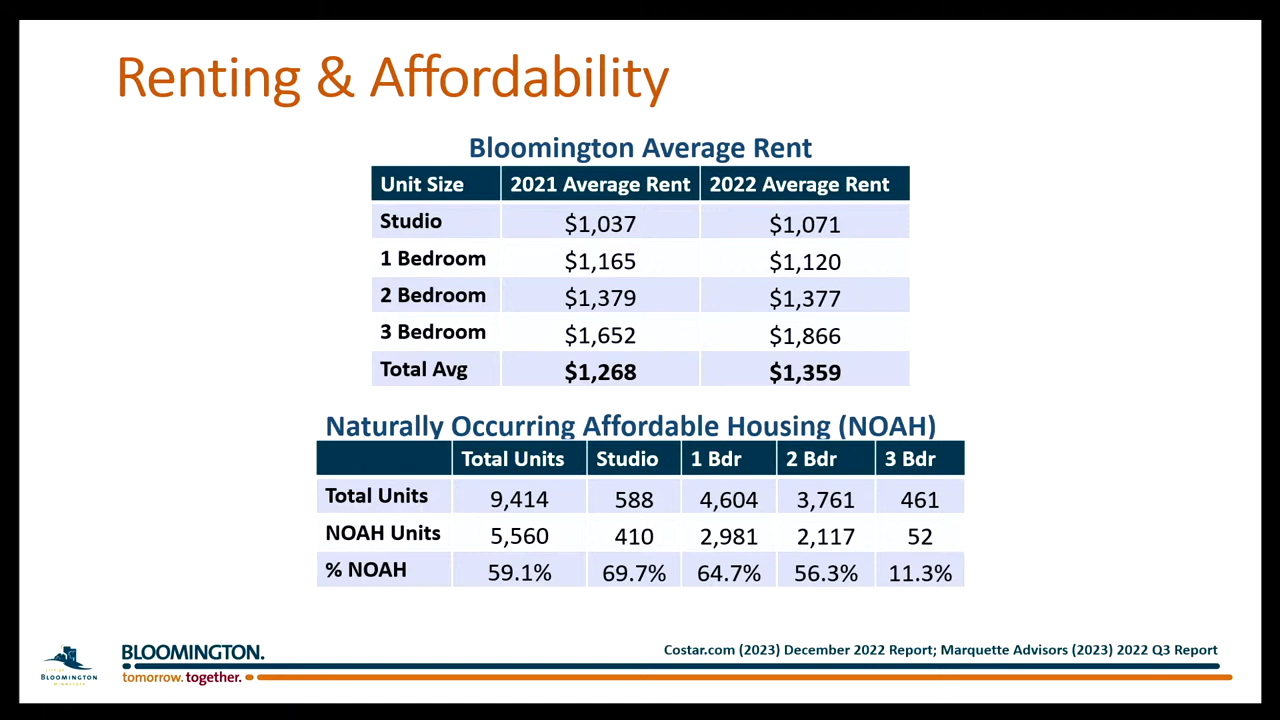 Renting & Affordability
Bloomington Average Rent
Unit Size 2021 Average Rent 2022 Average Rent
Studio $1,037 $1,071
1 Bedroom $1,165 $1,120
2 Bedroom $1,379 $1,377
3 Bedroom $1,652 $1,866
Total Avg $1,268 $1,359
Naturally Occurring Affordable Housing (NOAH)
Total Units Studio 1 Bdr 2 Bdr 3 Bdr
Total Units 9,414 588 4,604 3,761 461
NOAH Units 5,560 410 2,981 2,117 52
% NOAH 59.1% 69.7% 64.7% 56.3% 11.3%
Costar.com (2023) December 2022 Report; Marquette Advisors (2023) 2022 Q3 Report
CITY OF
BLOOMINGTON
MINNESOTA
BLOOMINGTON.
tomorrow. together.